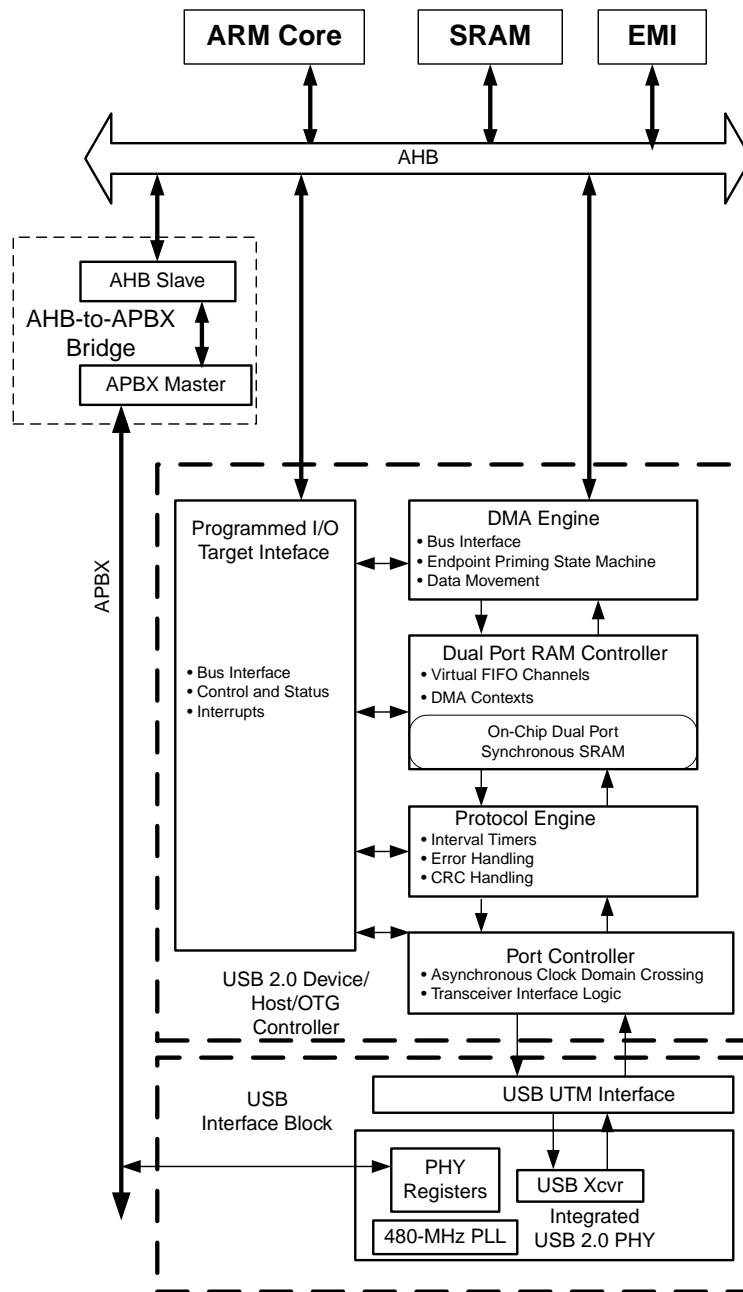 ARM Core
SRAM
EMI
AHB
AHB Slave
AHB-to-APBX
Bridge
APBX Master
APBX
Programmed I/O
Target Inteface
• Bus Interface
• Control and Status
• Interrupts
DMA Engine
• Bus Interface
• Endpoint Priming State Machine
• Data Movement
Dual Port RAM Controller
• Virtual FIFO Channels
• DMA Contexts
On-Chip Dual Port
Synchronous SRAM
Protocol Engine
• Interval Timers
• Error Handling
• CRC Handling
Port Controller
• Asynchronous Clock Domain Crossing
• Transceiver Interface Logic
USB 2.0 Device/
Host/OTG
Controller
USB UTM Interface
USB
Interface Block
PHY
Registers
USB Xcvr
Integrated
USB 2.0 PHY
480-MHz PLL